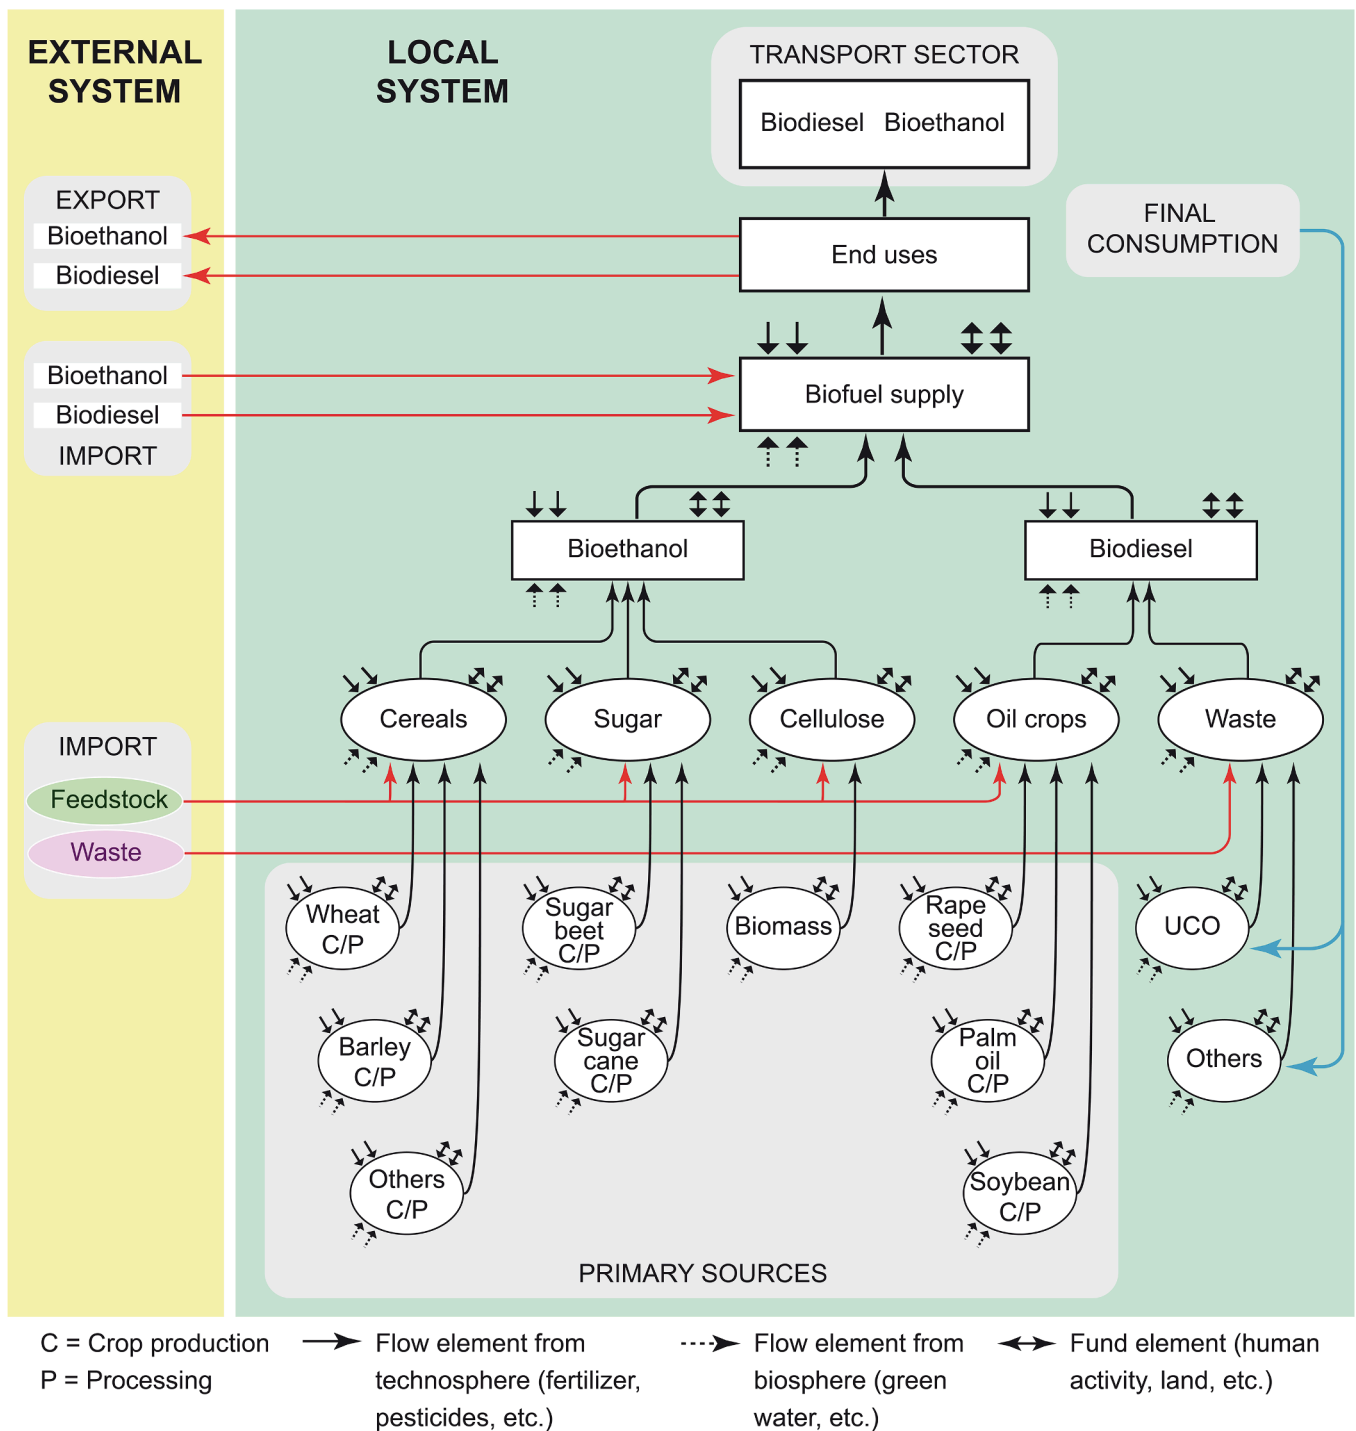 EXTERNAL
SYSTEM
LOCAL
SYSTEM
TRANSPORT SECTOR
Biodiesel Bioethanol
EXPORT
Bioethanol
Biodiesel
End uses
FINAL
CONSUMPTION
Bioethanol
Biodiesel
IMPORT
Biofuel supply
Bioethanol
Biodiesel
Cereals
Sugar
Cellulose
Oil crops
Waste
IMPORT
Feedstock
Waste
Wheat
C/P
Sugar
beet
C/P
Biomass
Rape
seed
C/P
UCO
Barley
C/P
Sugar
cane
C/P
Palm
oil
C/P
Others
Others
C/P
Soybean
C/P
PRIMARY SOURCES
C = Crop production
P = Processing
Flow element from
technosphere (fertilizer,
pesticides, etc.)
Flow element from
biosphere (green
water, etc.)
Fund element (human
activity, land, etc.)